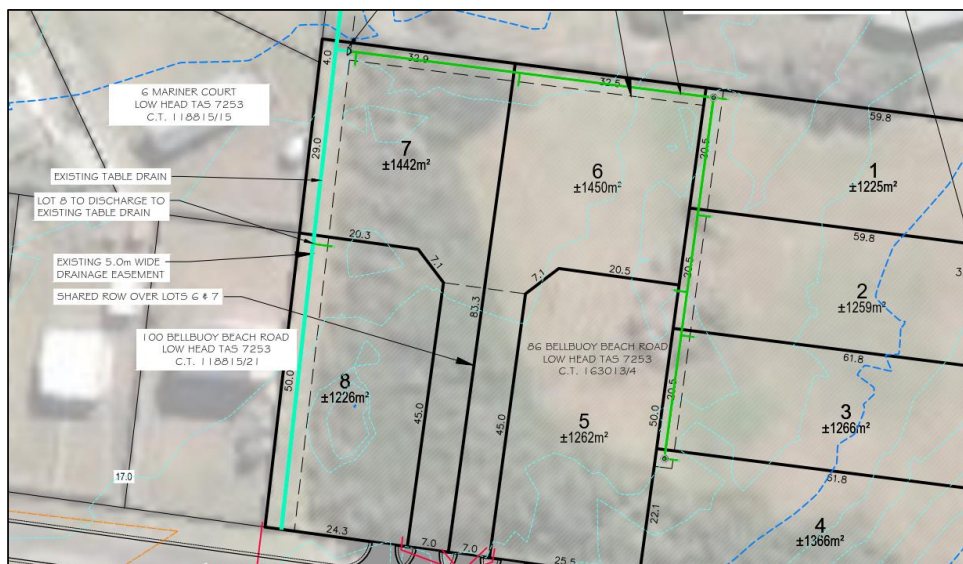 4.0
32.9
32.5
59.8
6 MARINER COURT
LOW HEAD TAS 7253
C.T. 118815/15
29.0
7
±1442m²
6
±1450m²
20.5
1
±1225m²
EXISTING TABLE DRAIN
LOT 8 TO DISCHARGE TO
EXISTING TABLE DRAIN
20.3
59.8
EXISTING 5.0m WIDE
DRAINAGE EASEMENT
7.1
7.1
20.5
20.5
3
2
±1259m²
SHARED ROW OVER LOTS 6 & 7
83.3
100 BELLBUOY BEACH ROAD
LOW HEAD TAS 7253
C.T. 118815/21
86 BELLBUOY BEACH ROAD
LOW HEAD TAS 7253
C.T. 163013/4
61.8
50.0
8
±1226m²
45.0
45.0
5
±1262m²
50.0
20.5
3
±1266m²
17.0
61.8
24.3
7.0
7.0
25.5
22.1
4
±1366m²